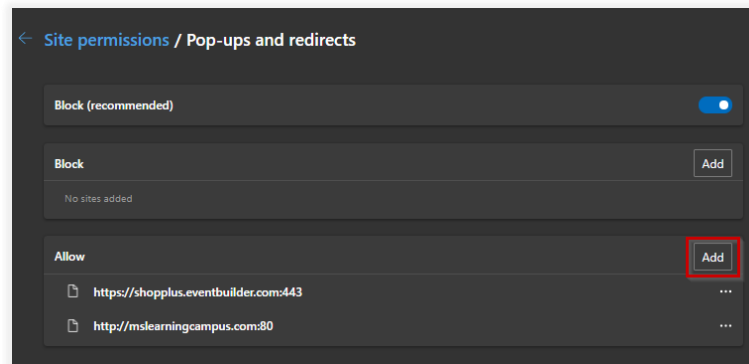 Site permissions / Pop-ups and redirects
Block (recommended)
Block
Add
No sites added
Allow
Add
https://shopplus.eventbuilder.com:443
http://mslearningcampus.com:80